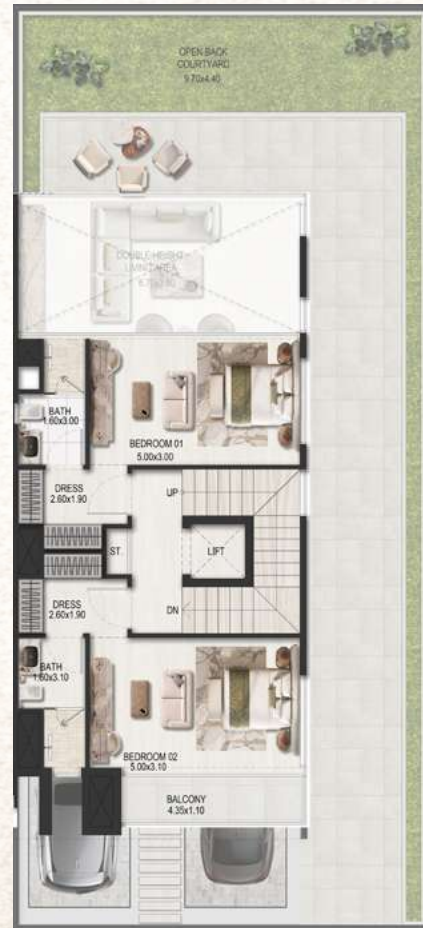 OPEN BACK
COURTYARD
9.70x4.40
DOUBLE-HEIGHT
LIVING AREA
BATH
1.60x3.00
BEDROOM 01
5.00x3.00
DRESS
2.60x1.90
UP
ST.
LIFT
DRESS
2.60x1.90
DN
BATH
1.60x3.10
BEDROOM 02
5.00x3.10
BALCONY
4.35x1.10